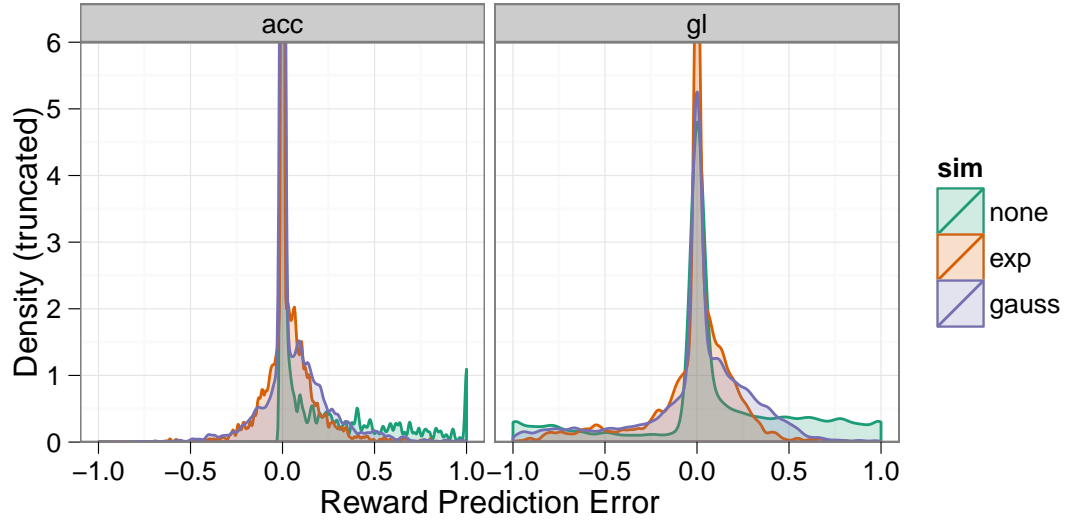 acc
gl
Density (truncated)
6
5
4
3
2
1
0
−1.0 −0.5 0.0 0.5 1.0
−1.0 −0.5 0.0 0.5 1.0
Reward Prediction Error
sim
none
exp
gauss